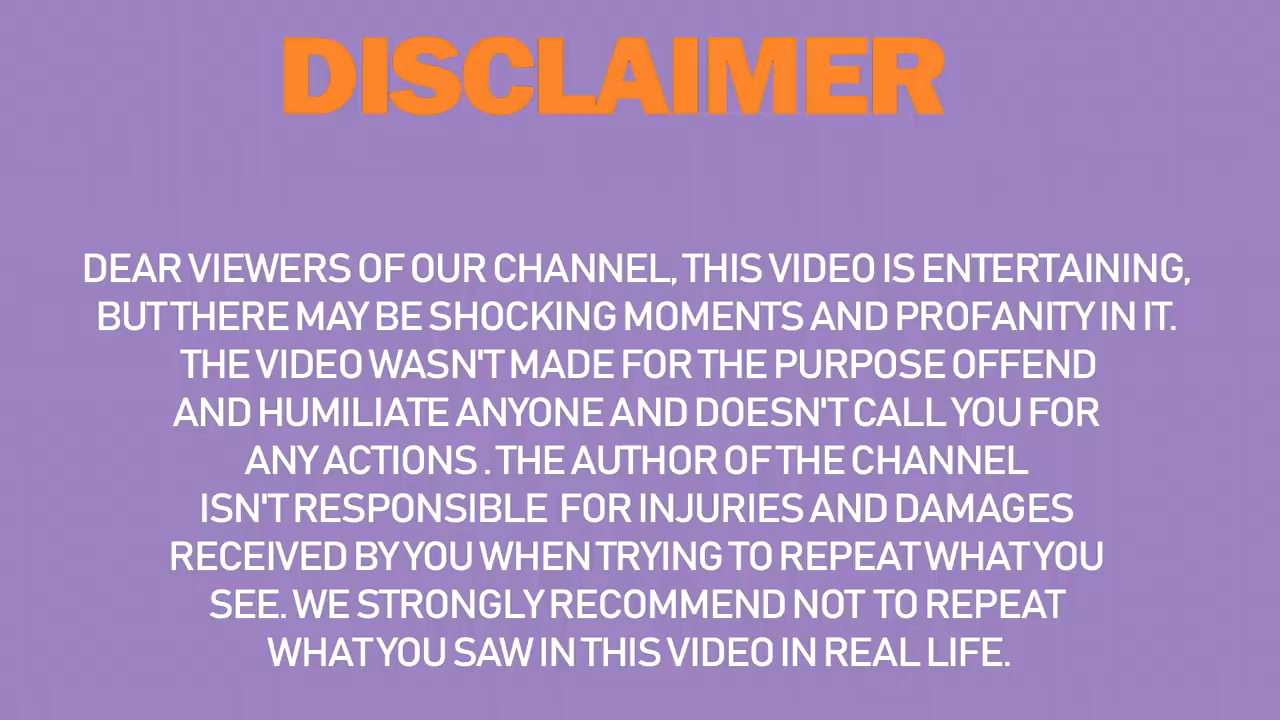 DISCLAIMER
DEAR VIEWERS OF OUR CHANNEL, THIS VIDEO IS ENTERTAINING,
BUT THERE MAY BE SHOCKING MOMENTS AND PROFANITY IN IT.
THE VIDEO WASN'T MADE FOR THE PURPOSE OFFEND
AND HUMILIATE ANYONE AND DOESN'T CALL YOU FOR
ANY ACTIONS . THE AUTHOR OF THE CHANNEL
ISN'T RESPONSIBLE FOR INJURIES AND DAMAGES
RECEIVED BY YOU WHEN TRYING TO REPEAT WHAT YOU
SEE. WE STRONGLY RECOMMEND NOT TO REPEAT
WHAT YOU SAW IN THIS VIDEO IN REAL LIFE.